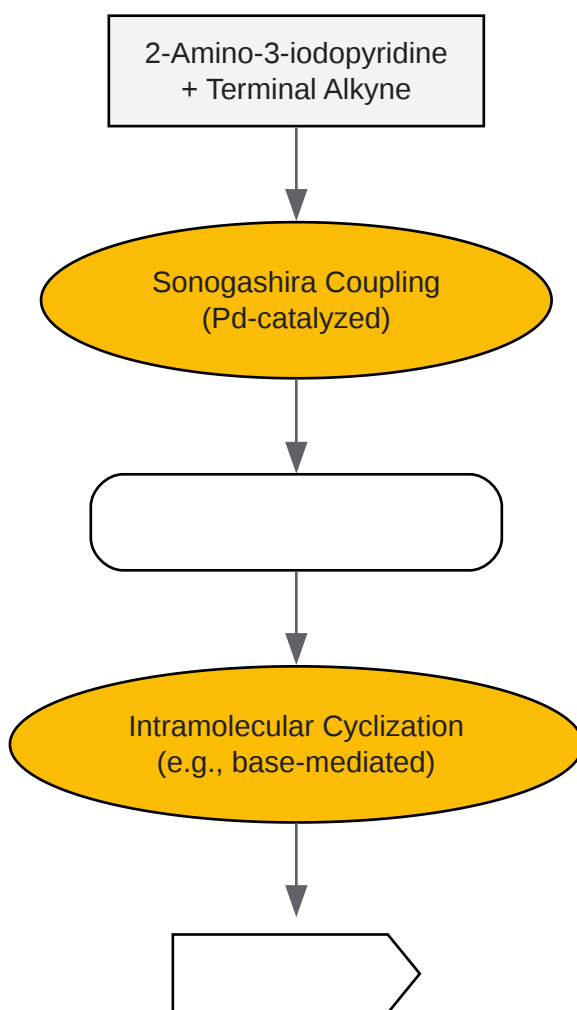 2-Amino-3-iodopyridine
+ Terminal Alkyne
Sonogashira Coupling
(Pd-catalyzed)
Intramolecular Cyclization
(e.g., base-mediated)